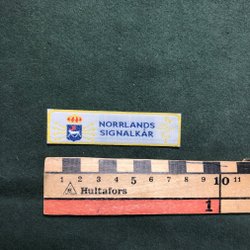 NORRLANDS
SIGNALKÅR
1 2 3 4 5 6 7 8 9 10 11
Hultafors
1